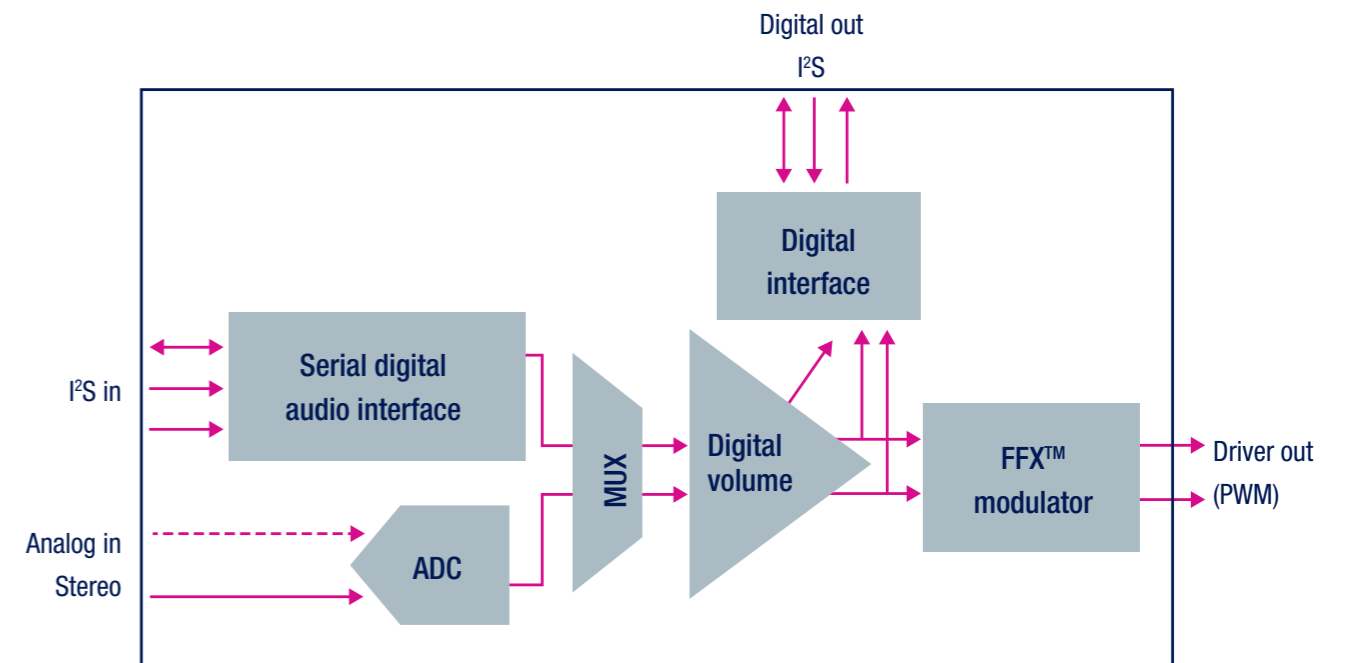 Digital out
I²S
Digital
interface
Serial digital
audio interface
I²S in
MUX
Digital
volume
FFX™
modulator
Driver out
(PWM)
Analog in
Stereo
ADC